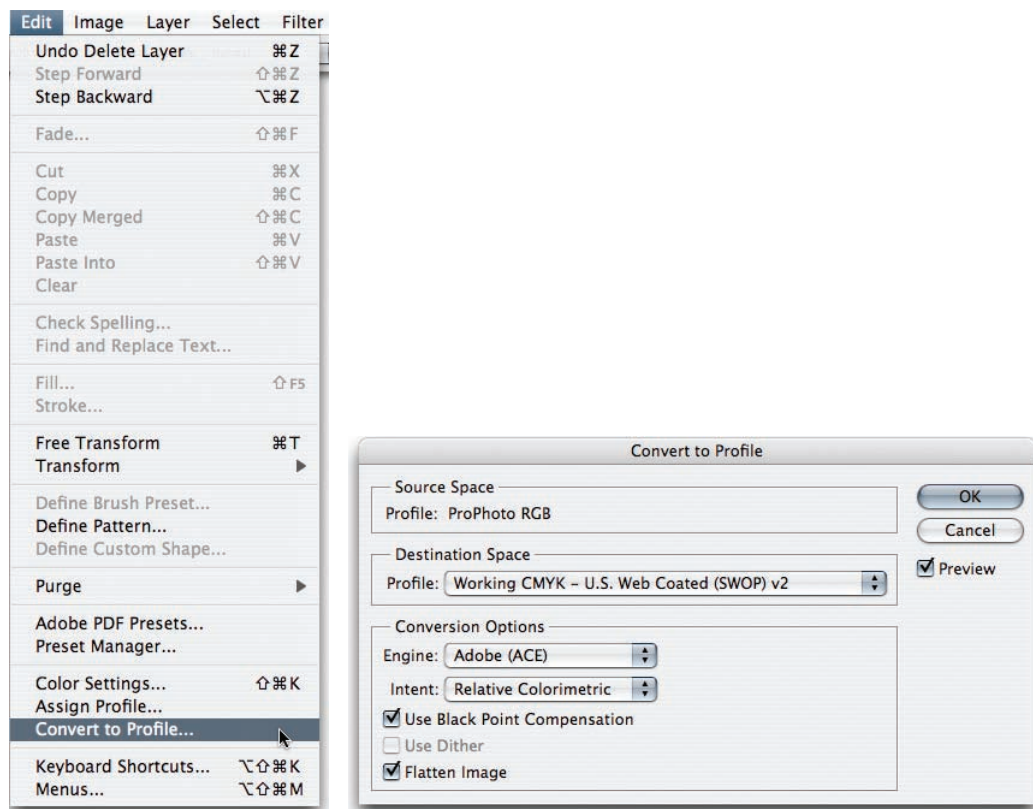 Edit Image Layer Select Filter
Undo Delete Layer ⌘Z
Step Forward ⇧⌘Z
Step Backward ⌥⌘Z
Fade... ⇧⌘F
Cut ⌘X
Copy ⌘C
Copy Merged ⇧⌘C
Paste ⌘V
Paste Into ⇧⌘V
Clear
Check Spelling...
Find and Replace Text...
Fill... ⇧F5
Stroke...
Free Transform ⌘T
Transform
Define Brush Preset...
Define Pattern...
Define Custom Shape...
Purge
Adobe PDF Presets...
Preset Manager...
Color Settings... ⇧⌘K
Assign Profile...
Convert to Profile...
Keyboard Shortcuts... ⌥⇧⌘K
Menus... ⌥⇧⌘M
Convert to Profile
Source Space
Profile: ProPhoto RGB
Destination Space
Profile: Working CMYK – U.S. Web Coated (SWOP) v2
Conversion Options
Engine: Adobe (ACE)
Intent: Relative Colorimetric
Use Black Point Compensation
Use Dither
Flatten Image
OK
Cancel
Preview